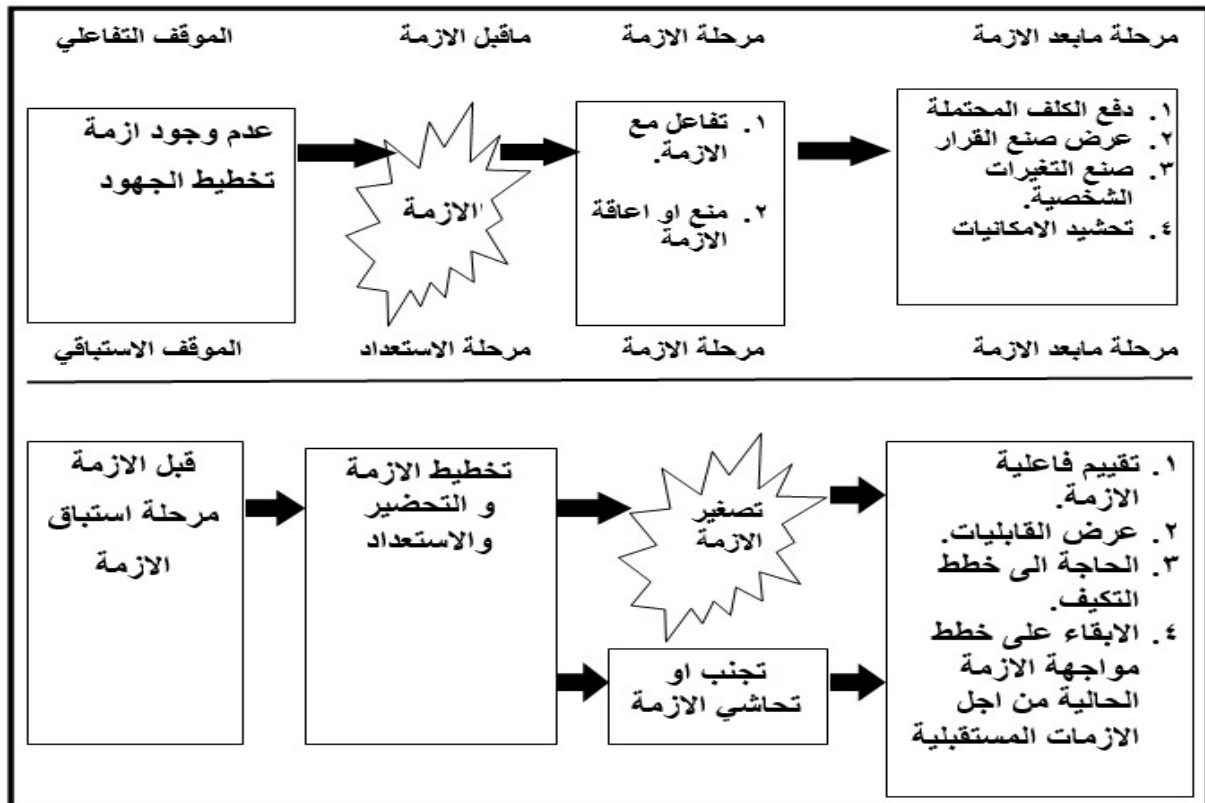 الموقف التفاعلي
ماقبل الازمة
مرحلة الازمة
مرحلة مابعد الازمة
عدم وجود ازمة
تخطيط الجهود
الازمة
١. تفاعل مع
الازمة.
٢. منع او اعاقة
الازمة
١. دفع الكلف المحتملة
٢. عرض صنع القرار
٣. صنع التغيرات
الشخصية.
٤. تحشيد الامكانيات
الموقف الاستباقي
مرحلة الاستعداد
مرحلة الازمة
مرحلة مابعد الازمة
قبل الازمة
مرحلة استباق
الازمة
تخطيط الازمة
و التحضير
والاستعداد
تصغير
الازمة
تجنب او
تحاشي الازمة
١. تقييم فاعلية
الازمة.
٢. عرض القابليات.
٣. الحاجة الى خطط
التكيف.
٤. الابقاء على خطط
مواجهة الازمة
الحالية من اجل
الازمات المستقبلية